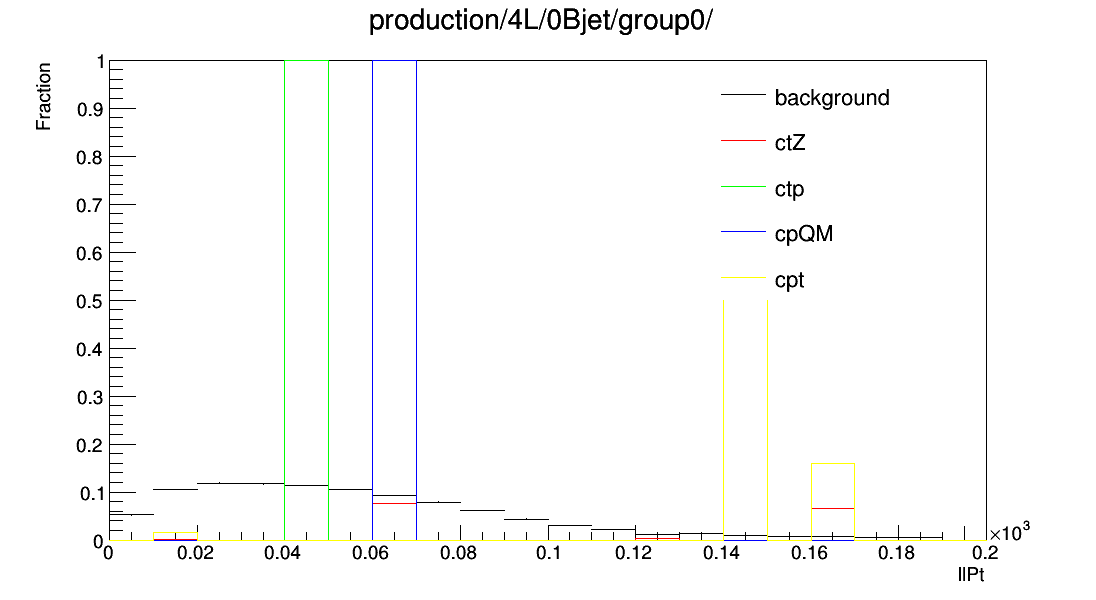 production/4L/0Bjet/group0/
Fraction
1
0.9
0.8
0.7
0.6
0.5
0.4
0.3
0.2
0.1
0
background
ctZ
ctp
cpQM
cpt
0 0.02 0.04 0.06 0.08 0.1 0.12 0.14 0.16 0.18 0.2
×10³
llPt